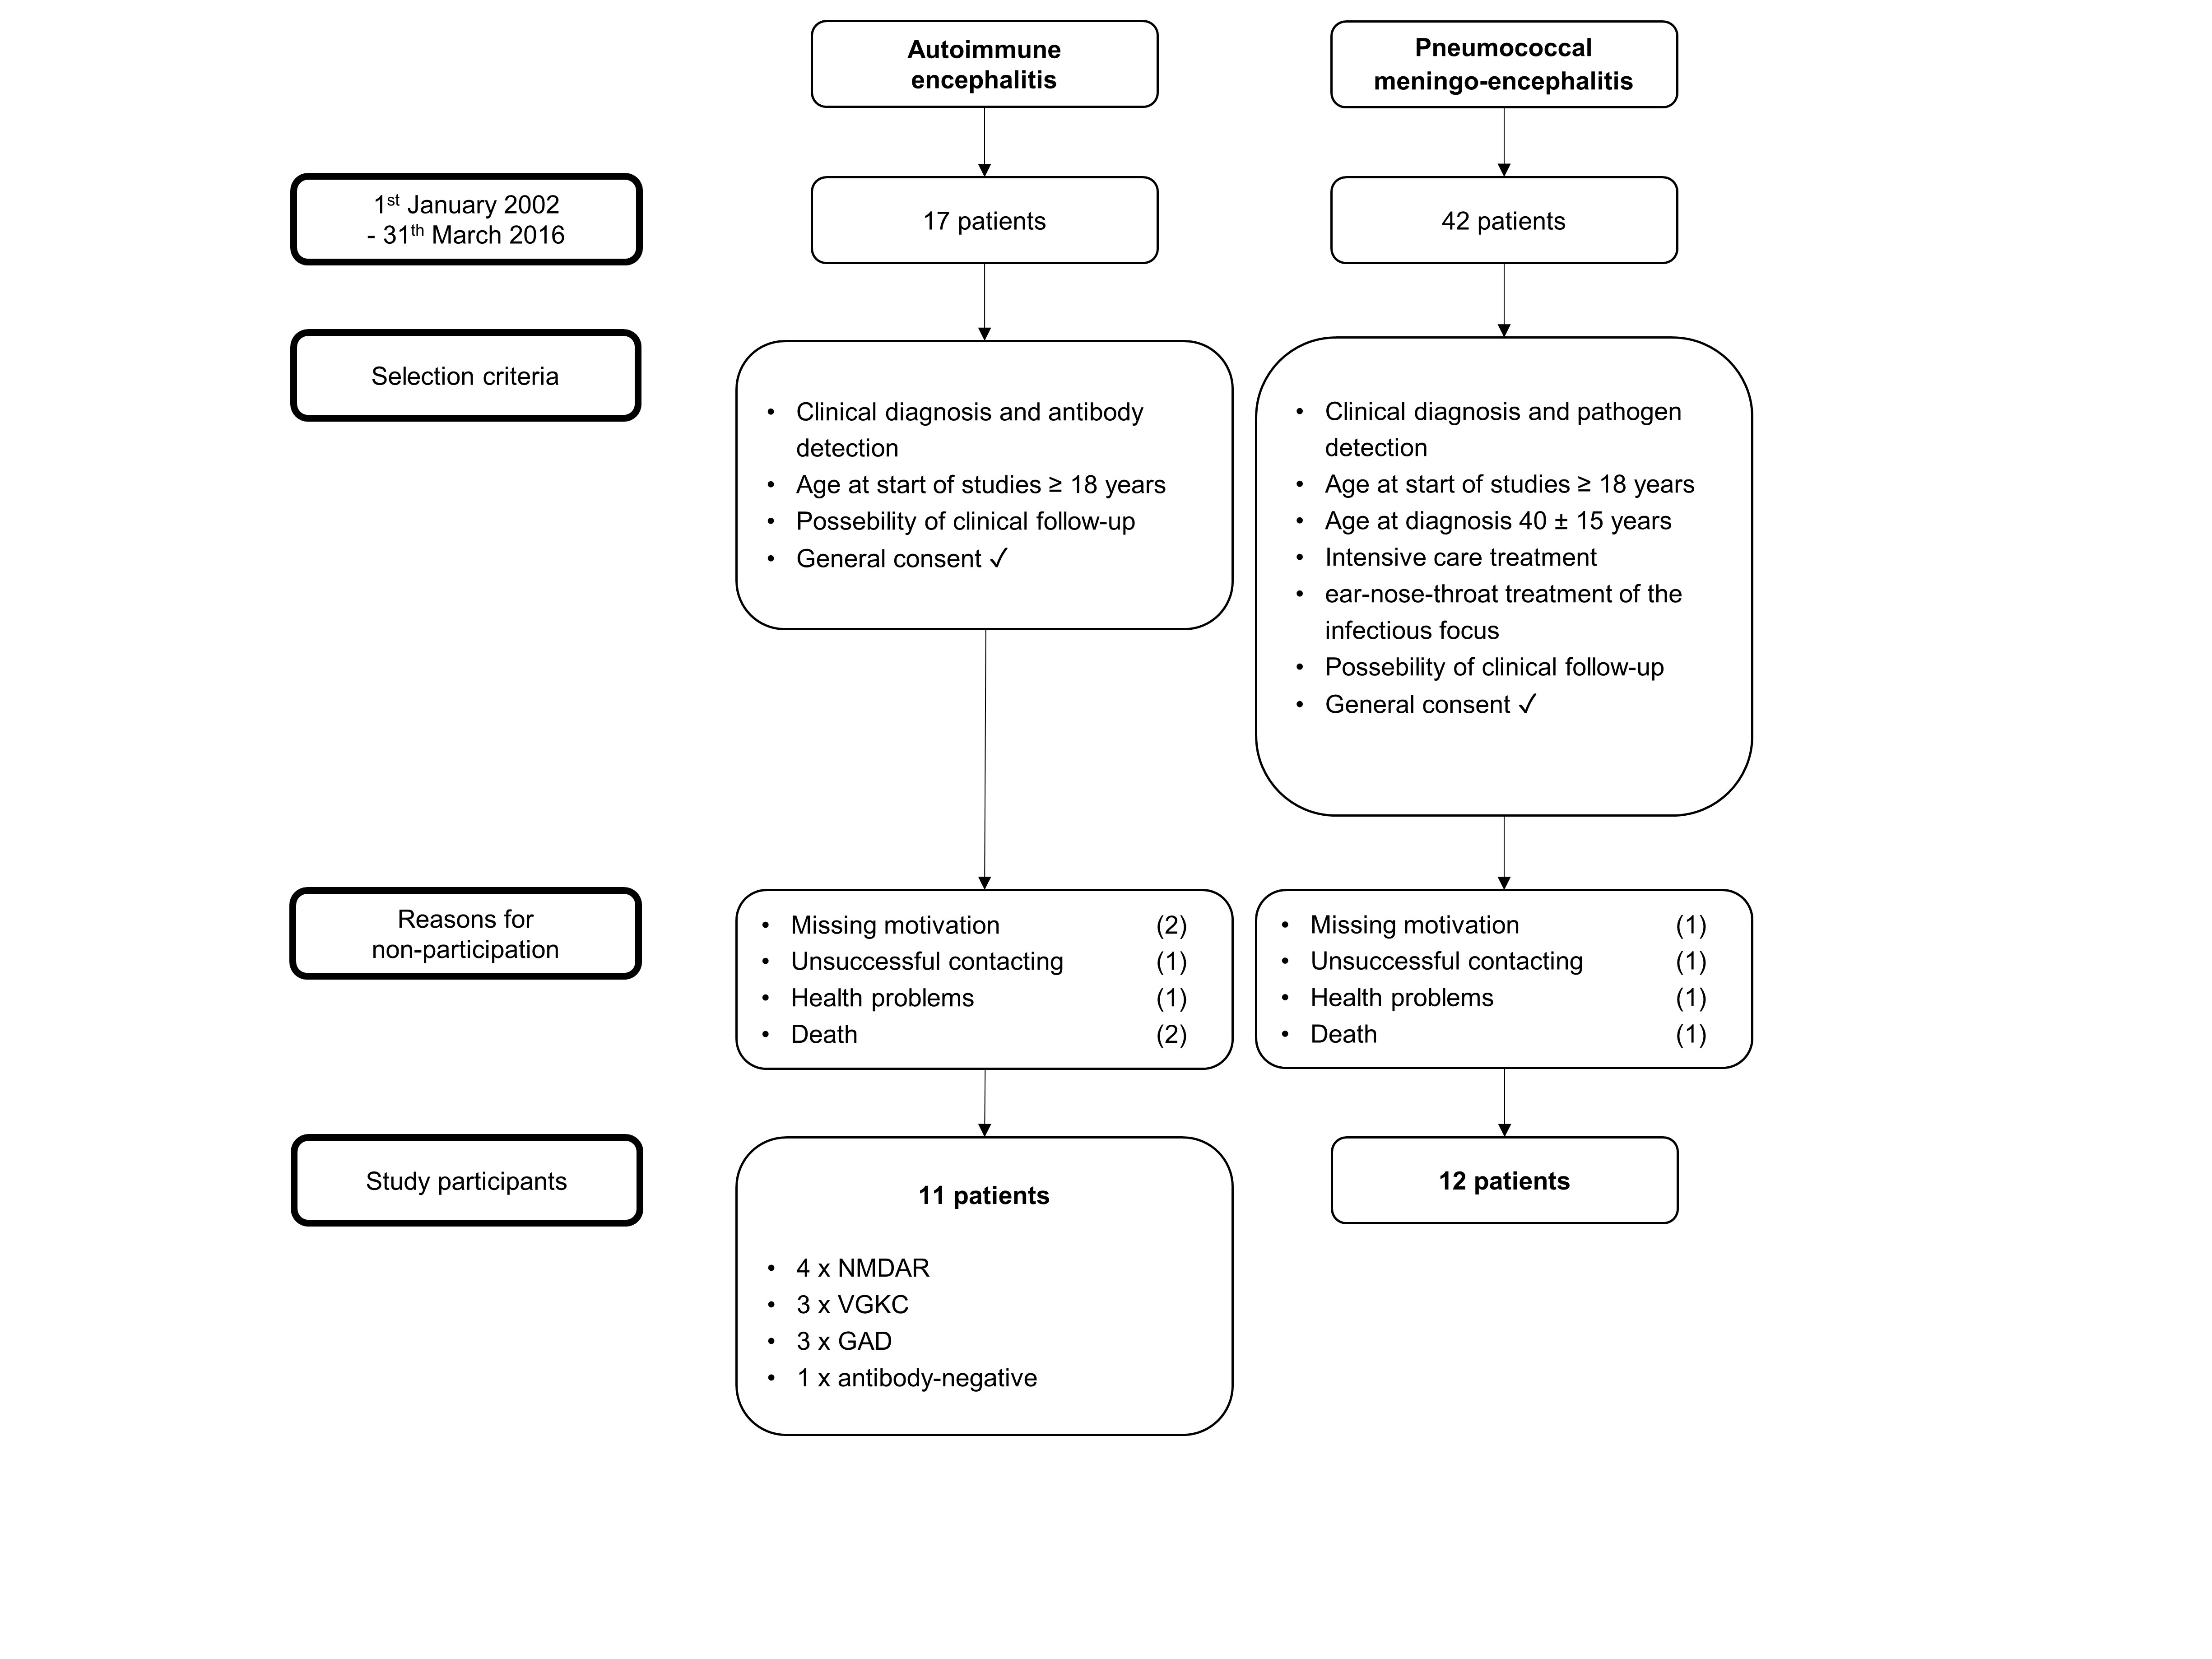 Autoimmune
encephalitis
Pneumococcal
meningo-encephalitis
1st January 2002
- 31th March 2016
17 patients
42 patients
Selection criteria
• Clinical diagnosis and antibody
detection
• Age at start of studies ≥ 18 years
• Possebility of clinical follow-up
• General consent ✓
• Clinical diagnosis and pathogen
detection
• Age at start of studies ≥ 18 years
• Age at diagnosis 40 ± 15 years
• Intensive care treatment
• ear-nose-throat treatment of the
infectious focus
• Possebility of clinical follow-up
• General consent ✓
Reasons for
non-participation
• Missing motivation (2)
• Unsuccessful contacting (1)
• Health problems (1)
• Death (2)
• Missing motivation (1)
• Unsuccessful contacting (1)
• Health problems (1)
• Death (1)
Study participants
11 patients
• 4 x NMDAR
• 3 x VGKC
• 3 x GAD
• 1 x antibody-negative
12 patients